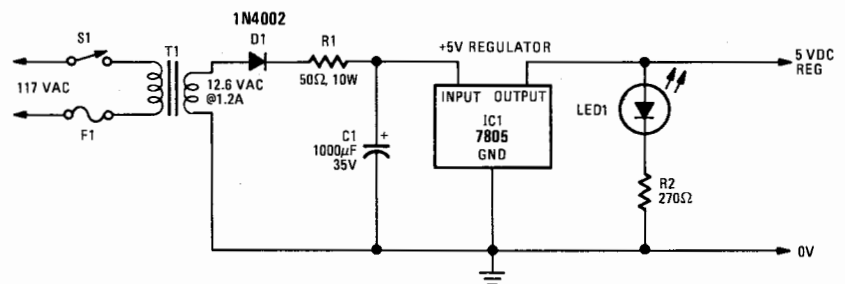 1N4002
S1
T1
D1
R1
+5V REGULATOR
5 VDC
REG
117 VAC
12.6 VAC
@1.2A
50Ω, 10W
INPUT OUTPUT
LED1
F1
C1
+
1000μF
35V
IC1
7805
GND
R2
270Ω
0V